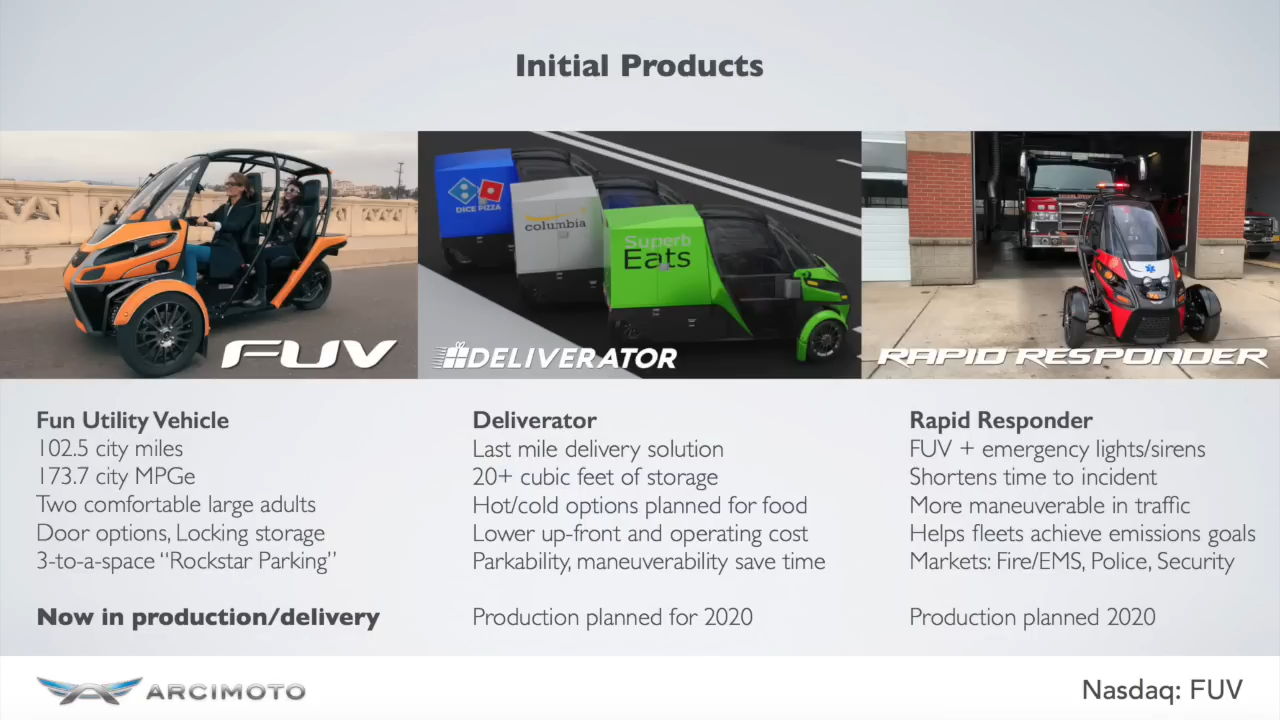 Initial Products
DICE PIZZA
columbia
Superb
Eats
FUV
DELIVERATOR
RAPID RESPONDER
Fun Utility Vehicle
102.5 city miles
173.7 city MPGe
Two comfortable large adults
Door options, Locking storage
3-to-a-space “Rockstar Parking”
Now in production/delivery
Deliverator
Last mile delivery solution
20+ cubic feet of storage
Hot/cold options planned for food
Lower up-front and operating cost
Parkability, maneuverability save time
Production planned for 2020
Rapid Responder
FUV + emergency lights/sirens
Shortens time to incident
More maneuverable in traffic
Helps fleets achieve emissions goals
Markets: Fire/EMS, Police, Security
Production planned 2020
ARCIMOTO
Nasdaq: FUV